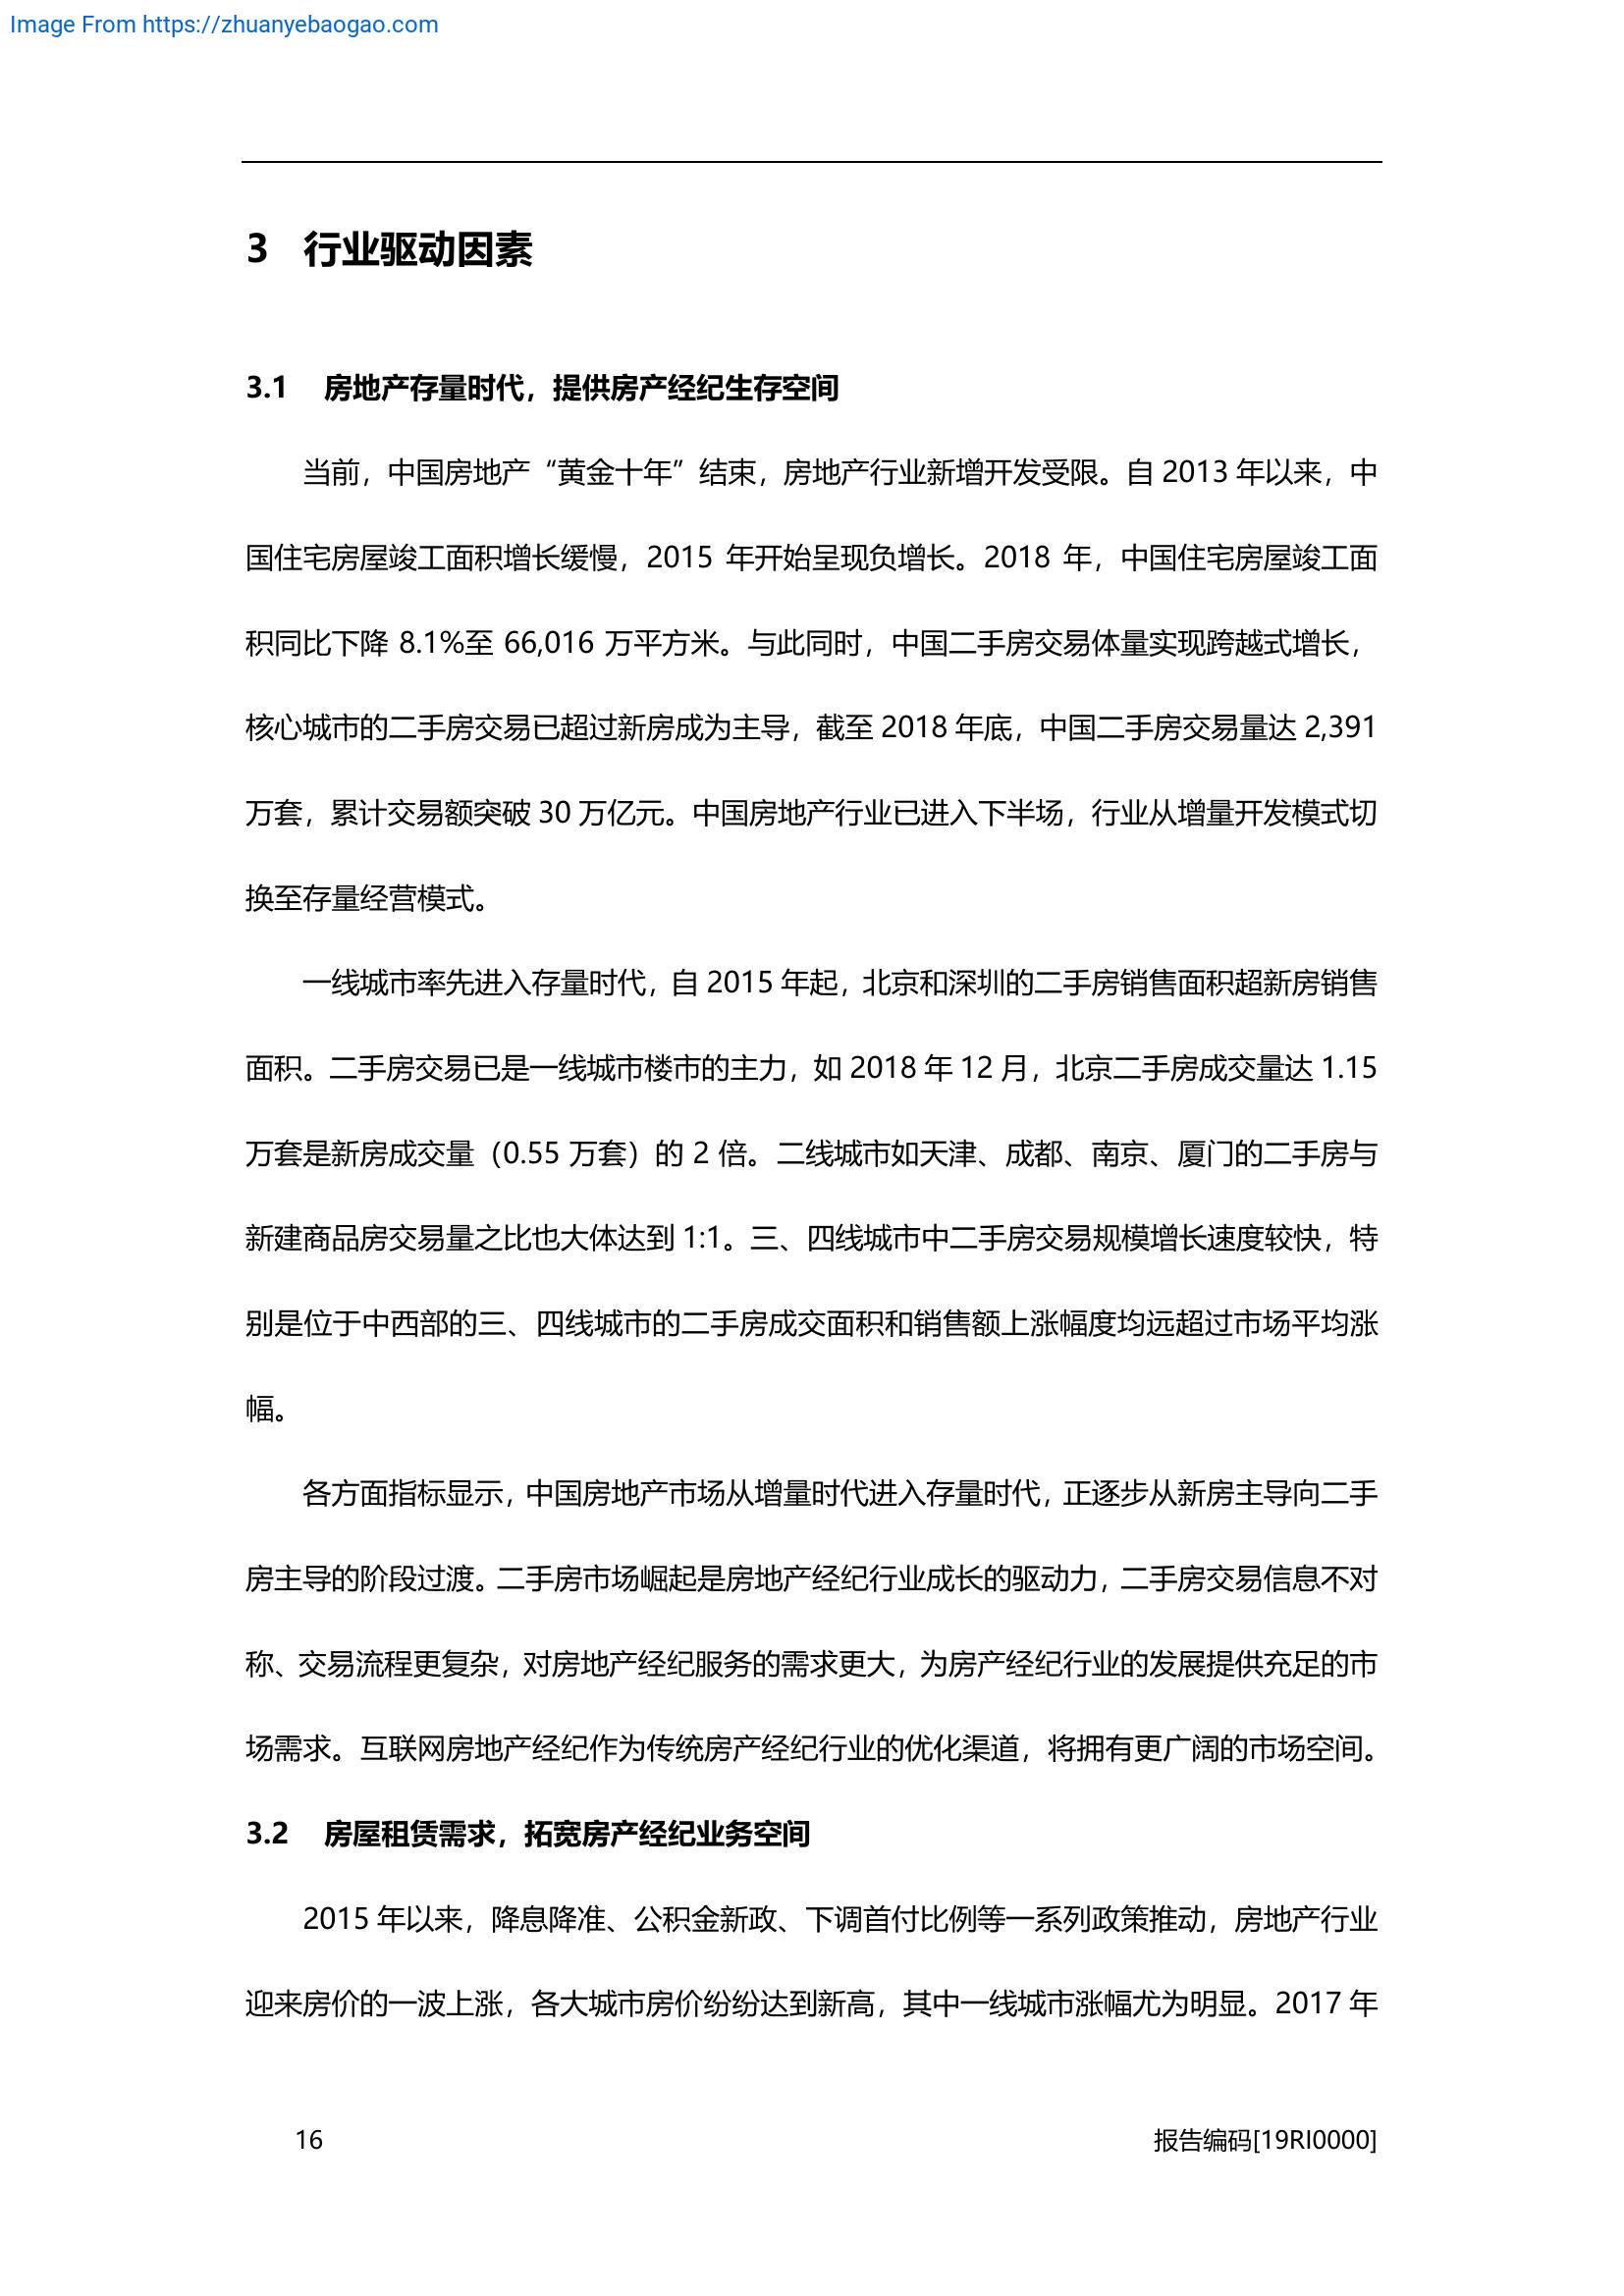 Image From https://zhuanyebaogao.com
3 行业驱动因素
3.1 房地产存量时代，提供房产经纪生存空间
当前，中国房地产“黄金十年”结束，房地产行业新增开发受限。自 2013 年以来，中
国住宅房屋竣工面积增长缓慢，2015 年开始呈现负增长。2018 年，中国住宅房屋竣工面
积同比下降 8.1%至 66,016 万平方米。与此同时，中国二手房交易体量实现跨越式增长，
核心城市的二手房交易已超过新房成为主导，截至 2018 年底，中国二手房交易量达 2,391
万套，累计交易额突破 30 万亿元。中国房地产行业已进入下半场，行业从增量开发模式切
换至存量经营模式。
一线城市率先进入存量时代，自 2015 年起，北京和深圳的二手房销售面积超新房销售
面积。二手房交易已是一线城市楼市的主力，如 2018 年 12 月，北京二手房成交量达 1.15
万套是新房成交量（0.55 万套）的 2 倍。二线城市如天津、成都、南京、厦门的二手房与
新建商品房交易量之比也大体达到 1:1。三、四线城市中二手房交易规模增长速度较快，特
别是位于中西部的三、四线城市的二手房成交面积和销售额上涨幅度均远超过市场平均涨
幅。
各方面指标显示，中国房地产市场从增量时代进入存量时代，正逐步从新房主导向二手
房主导的阶段过渡。二手房市场崛起是房地产经纪行业成长的驱动力，二手房交易信息不对
称、交易流程更复杂，对房地产经纪服务的需求更大，为房产经纪行业的发展提供充足的市
场需求。互联网房地产经纪作为传统房产经纪行业的优化渠道，将拥有更广阔的市场空间。
3.2 房屋租赁需求，拓宽房产经纪业务空间
2015 年以来，降息降准、公积金新政、下调首付比例等一系列政策推动，房地产行业
迎来房价的一波上涨，各大城市房价纷纷达到新高，其中一线城市涨幅尤为明显。2017 年
16 报告编码[19RI0000]